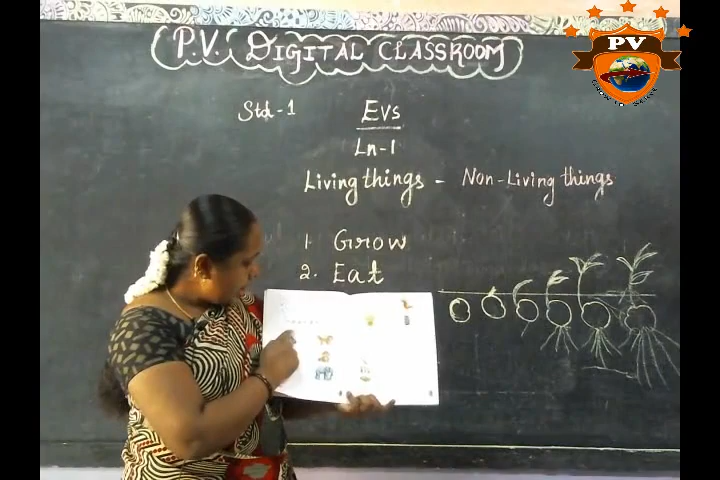 P.V. DIGITAL CLASSROOM
PV
Std-1
Evs
Ln-1
Living things - Non-Living things
1. Grow
2. Eat